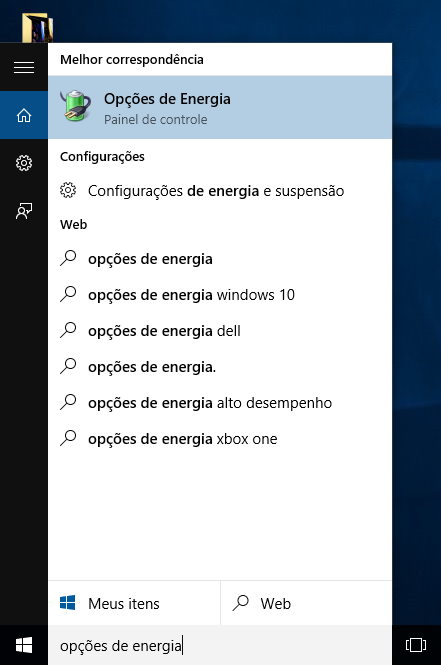 Melhor correspondência
Opções de Energia
Painel de controle
Configurações
Configurações de energia e suspensão
Web
opções de energia
opções de energia windows 10
opções de energia dell
opções de energia.
opções de energia alto desempenho
opções de energia xbox one
Meus itens
Web
opções de energia